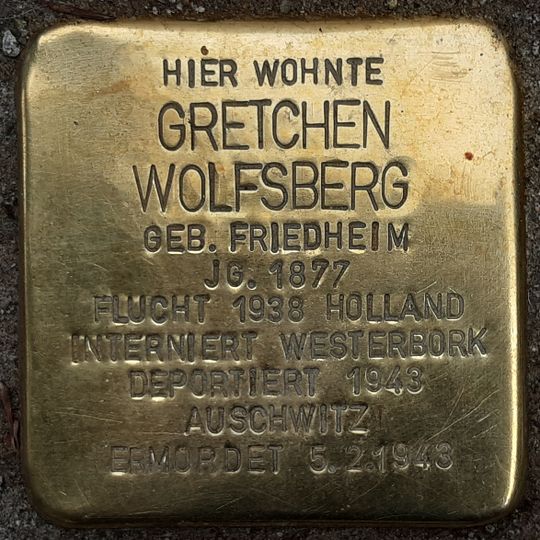 HIER WOHNTE
GRETCHEN
WOLFSBERG
GEB. FRIEDHEIM
JG. 1877
FLUCHT 1938 HOLLAND
INTERNIERT WESTERBORK
DEPORTIERT 1943
AUSCHWITZ
ERMORDET 5.2.1943